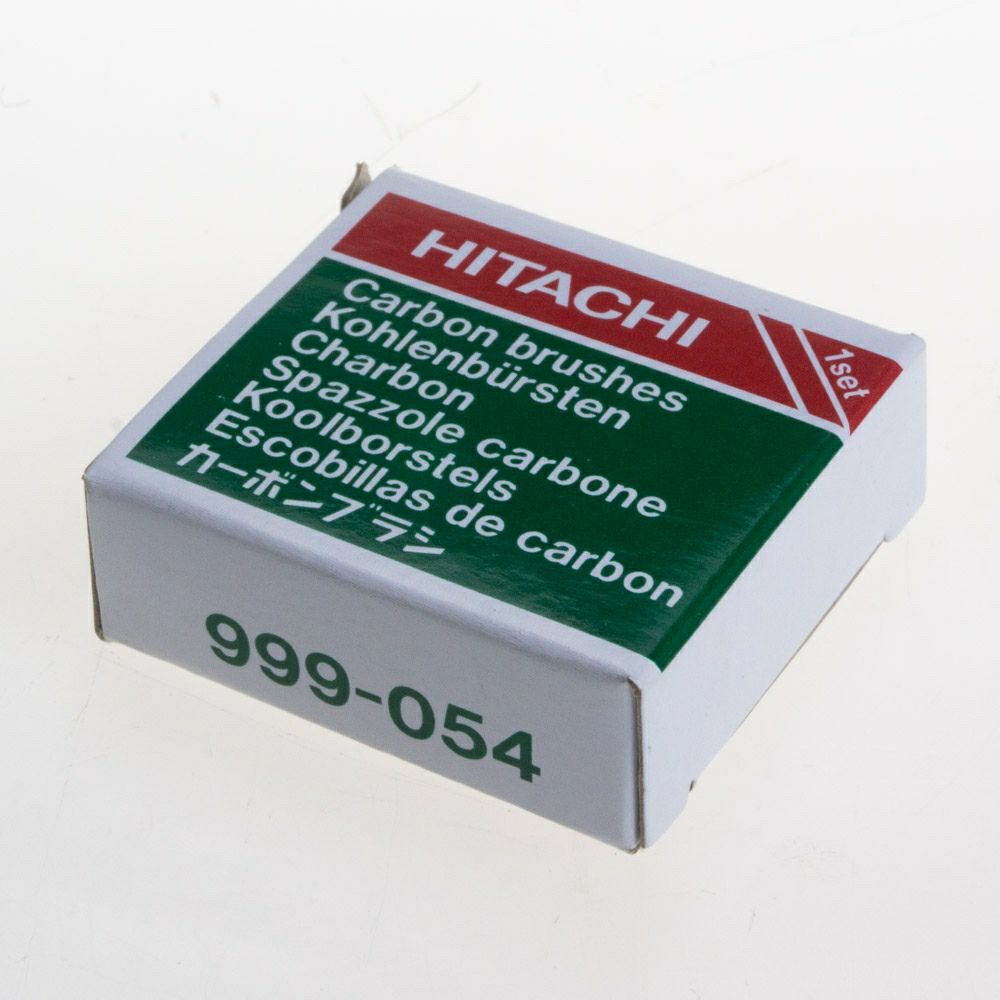 HITACHI
1set
Carbon brushes
Kohlenbürsten
Charbon
Spazzole carbone
Koolborstels
Escobillas de carbon
カーボンブラシ
999-054